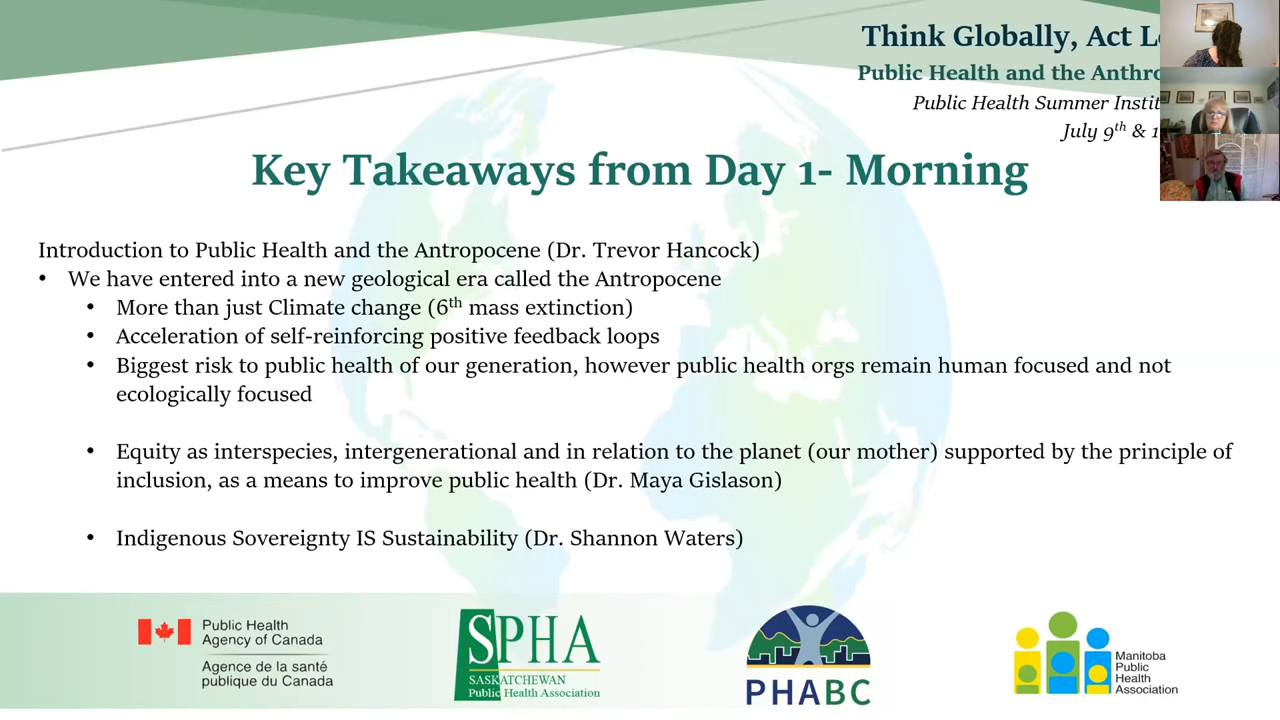 Think Globally, Act L
Public Health and the Anthro
Public Health Summer Instit
July 9th & 1
Key Takeaways from Day 1- Morning
Introduction to Public Health and the Antropocene (Dr. Trevor Hancock)
• We have entered into a new geological era called the Antropocene
• More than just Climate change (6th mass extinction)
• Acceleration of self-reinforcing positive feedback loops
• Biggest risk to public health of our generation, however public health orgs remain human focused and not
ecologically focused
• Equity as interspecies, intergenerational and in relation to the planet (our mother) supported by the principle of
inclusion, as a means to improve public health (Dr. Maya Gislason)
• Indigenous Sovereignty IS Sustainability (Dr. Shannon Waters)
Public Health
Agency of Canada
Agence de la santé
publique du Canada
SPHA
SASKATCHEWAN
Public Health Association
PHABC
Manitoba
Public
Health
Association